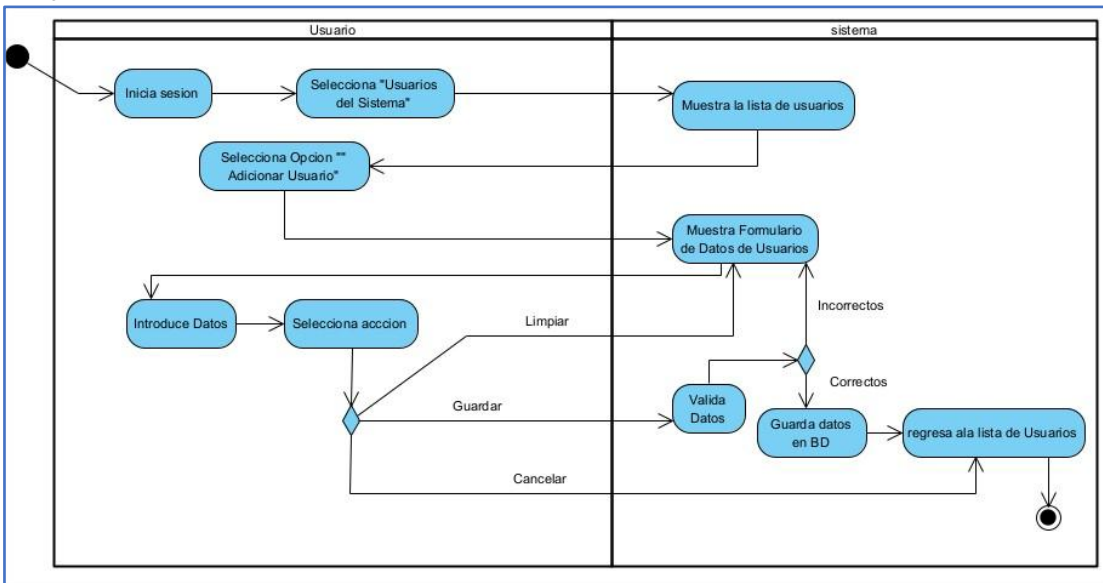 Usuario
sistema
Inicia sesion
Selecciona "Usuarios
del Sistema"
Muestra la lista de usuarios
Selecciona Opcion ""
Adicionar Usuario"
Muestra Formulario
de Datos de Usuarios
Introduce Datos
Selecciona acccion
Limpiar
Incorrectos
Guardar
Correctos
Valida
Datos
Guarda datos
en BD
regresa ala lista de Usuarios
Cancelar